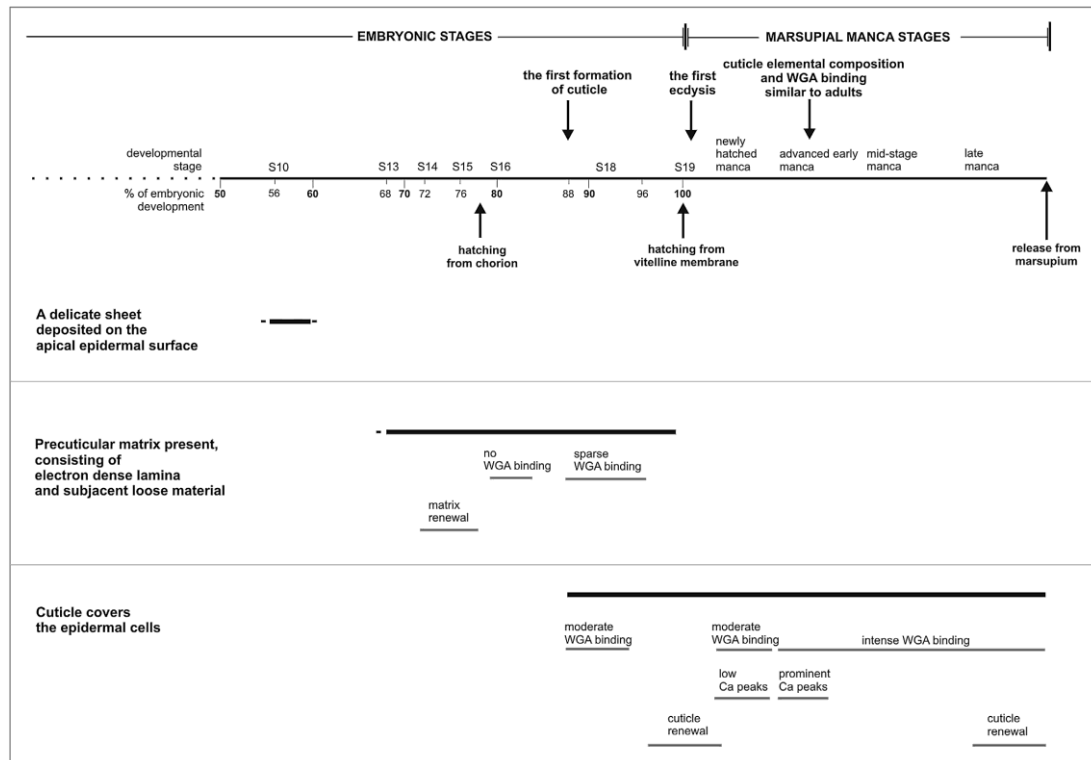 EMBRYONIC STAGES
MARSUPIAL MANCA STAGES
the first formation
of cuticle
the first
ecdysis
cuticle elemental composition
and WGA binding
similar to adults
developmental
stage
S10
S13
S14
S15
S16
S18
S19
newly
hatched
manca
advanced early
manca
mid-stage
manca
late
manca
% of embryonic
development
50
56
60
68
70
72
76
80
88
90
96
100
hatching
from chorion
hatching from
vitelline membrane
release from
marsupium
A delicate sheet
deposited on the
apical epidermal surface
Precuticular matrix present,
consisting of
electron dense lamina
and subjacent loose material
no
WGA binding
sparse
WGA binding
matrix
renewal
Cuticle covers
the epidermal cells
moderate
WGA binding
moderate
WGA binding
intense WGA binding
low
Ca peaks
prominent
Ca peaks
cuticle
renewal
cuticle
renewal